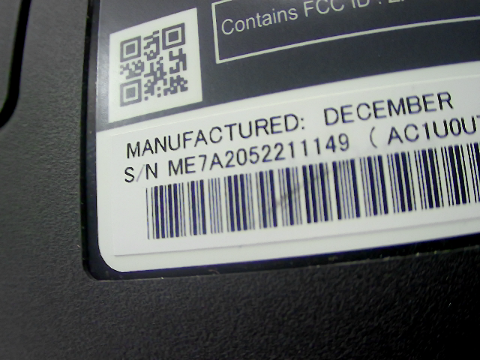 Contains FCC ID :
MANUFACTURED: DECEMBER
S/N ME7A2052211149 ( AC1U0U